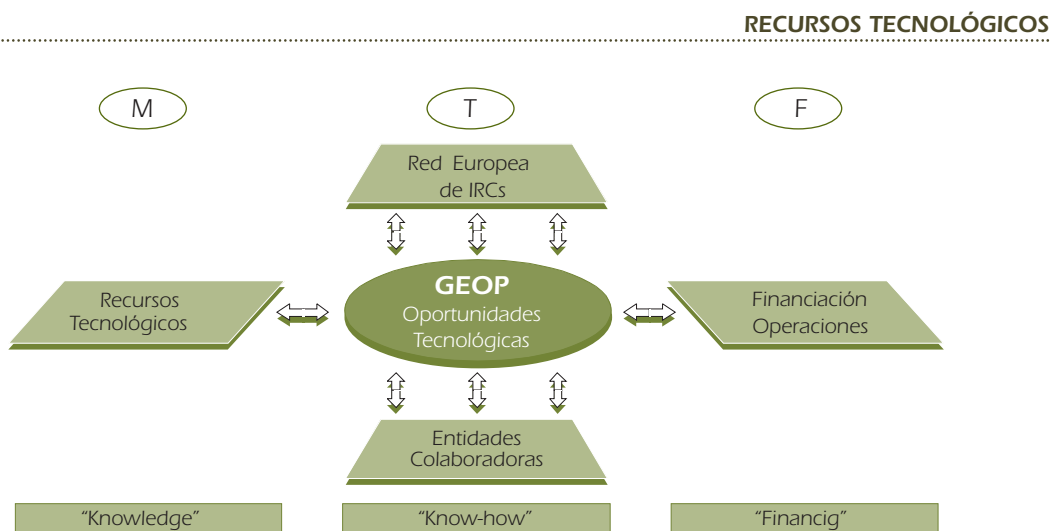 RECURSOS TECNOLÓGICOS
M
T
F
Red Europea
de IRCs
GEOP
Oportunidades
Tecnológicas
Recursos
Tecnológicos
Financiación
Operaciones
Entidades
Colaboradoras
"Knowledge"
"Know-how"
"Financig"